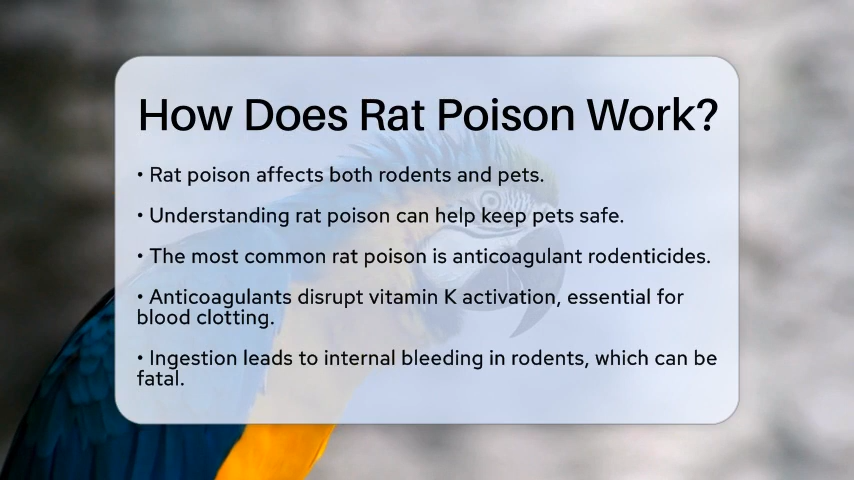 How Does Rat Poison Work?
• Rat poison affects both rodents and pets.
• Understanding rat poison can help keep pets safe.
• The most common rat poison is anticoagulant rodenticides.
• Anticoagulants disrupt vitamin K activation, essential for
blood clotting.
• Ingestion leads to internal bleeding in rodents, which can be
fatal.